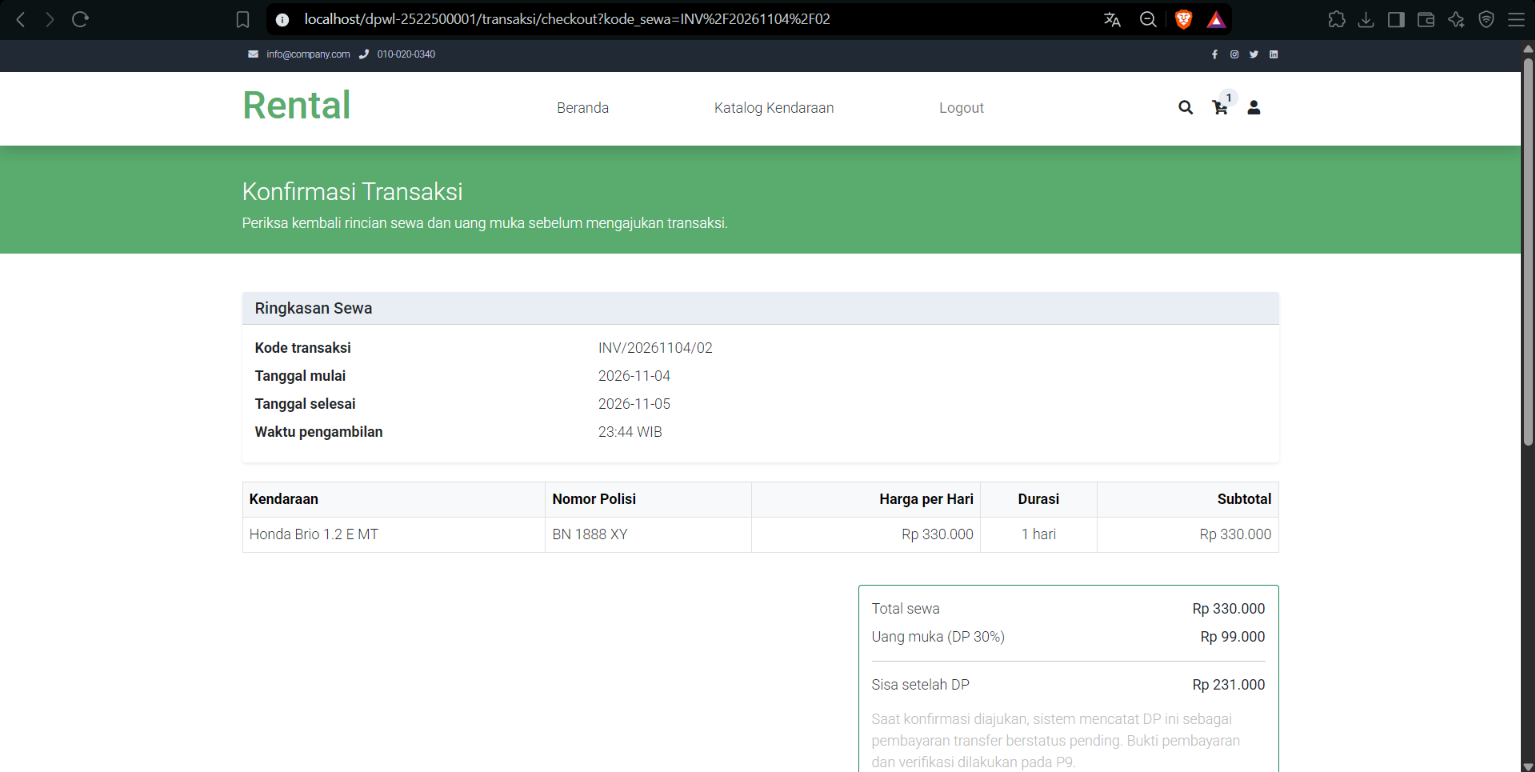 localhost/dpwl-2522500001/transaksi/checkout?kode_sewa=INV%2F20261104%2F02
info@company.com 010-020-0340
Rental Beranda Katalog Kendaraan Logout 1
Konfirmasi Transaksi
Periksa kembali rincian sewa dan uang muka sebelum mengajukan transaksi.
Ringkasan Sewa
Kode transaksi INV/20261104/02
Tanggal mulai 2026-11-04
Tanggal selesai 2026-11-05
Waktu pengambilan 23:44 WIB
Kendaraan Nomor Polisi Harga per Hari Durasi Subtotal
Honda Brio 1.2 E MT BN 1888 XY Rp 330.000 1 hari Rp 330.000
Total sewa Rp 330.000
Uang muka (DP 30%) Rp 99.000
Sisa setelah DP Rp 231.000
Saat konfirmasi diajukan, sistem mencatat DP ini sebagai
pembayaran transfer berstatus pending. Bukti pembayaran
dan verifikasi dilakukan pada P9.